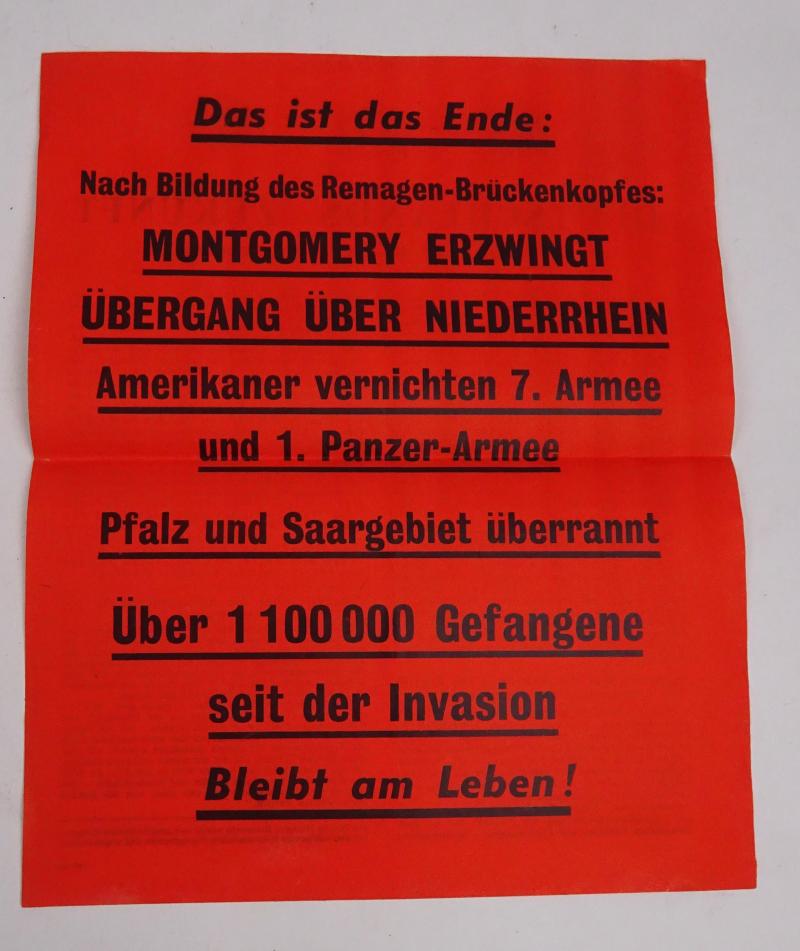 Das ist das Ende:
Nach Bildung des Remagen-Brückenkopfes:
MONTGOMERY ERZWINGT
ÜBERGANG ÜBER NIEDERRHEIN
Amerikaner vernichten 7. Armee
und 1. Panzer-Armee
Pfalz und Saargebiet überrannt
Über 1 100 000 Gefangene
seit der Invasion
Bleibt am Leben!